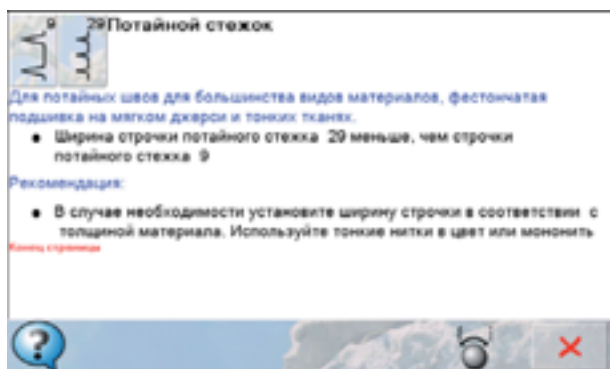 9 29 Потайной стежок
Для потайных швов для большинства видов материалов, фестончатая
подшивка на мягком джерси и тонких тканях.
● Ширина строчки потайного стежка 29 меньше, чем строчки
потайного стежка 9
Рекомендация:
● В случае необходимости установите ширину строчки в соответствии с
толщиной материала. Используйте тонкие нитки в цвет или мононить
Конец страницы
?